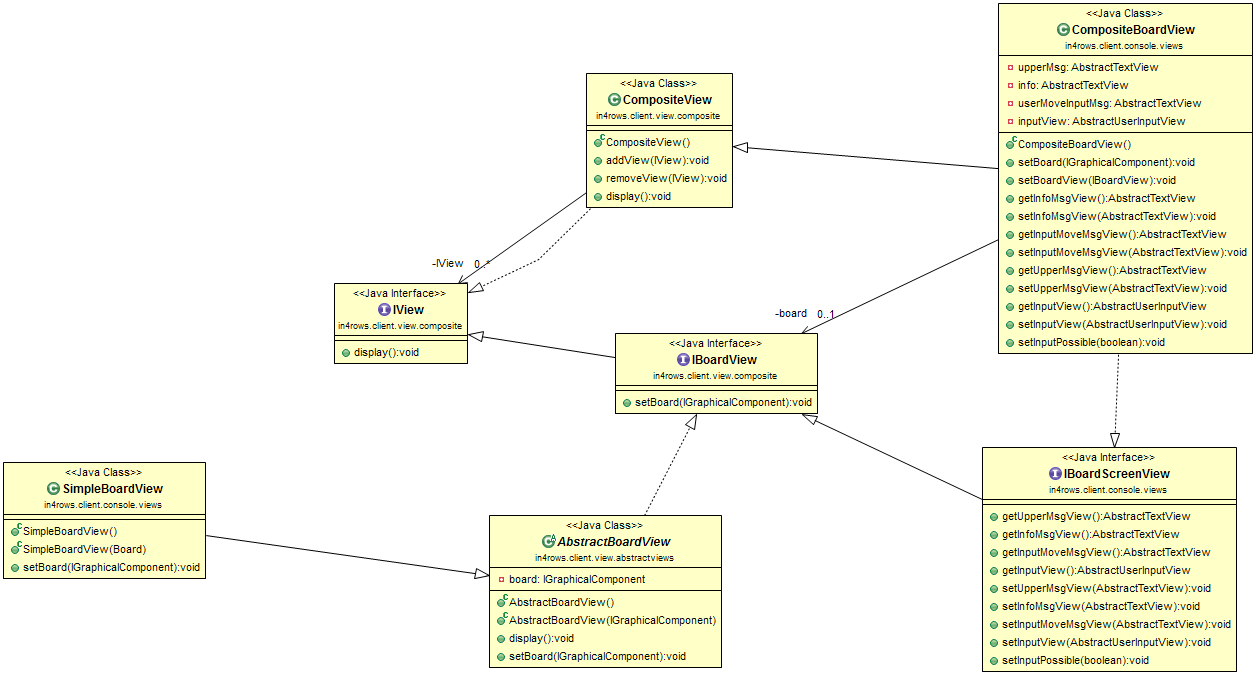 <<Java Class>>
CompositeBoardView
in4rows.client.console.views
upperMsg: AbstractTextView
info: AbstractTextView
userMoveInputMsg: AbstractTextView
inputView: AbstractUserInputView
CompositeBoardView()
setBoard(IGraphicalComponent):void
setBoardView(IBoardView):void
getInfoMsgView():AbstractTextView
setInfoMsgView(AbstractTextView):void
getInputMoveMsgView():AbstractTextView
setInputMoveMsgView(AbstractTextView):void
getUpperMsgView():AbstractTextView
setUpperMsgView(AbstractTextView):void
getInputView():AbstractUserInputView
setInputView(AbstractUserInputView):void
setInputPossible(boolean):void
<<Java Class>>
CompositeView
in4rows.client.view.composite
CompositeView()
addView(IView):void
removeView(IView):void
display():void
-IView 0..*
<<Java Interface>>
IView
in4rows.client.view.composite
display():void
-board 0..1
<<Java Interface>>
IBoardView
in4rows.client.view.composite
setBoard(IGraphicalComponent):void
<<Java Class>>
SimpleBoardView
in4rows.client.console.views
SimpleBoardView()
SimpleBoardView(Board)
setBoard(IGraphicalComponent):void
<<Java Class>>
AbstractBoardView
in4rows.client.view.abstractviews
board: IGraphicalComponent
AbstractBoardView()
AbstractBoardView(IGraphicalComponent)
display():void
setBoard(IGraphicalComponent):void
<<Java Interface>>
IBoardScreenView
in4rows.client.console.views
getUpperMsgView():AbstractTextView
getInfoMsgView():AbstractTextView
getInputMoveMsgView():AbstractTextView
getInputView():AbstractUserInputView
setUpperMsgView(AbstractTextView):void
setInfoMsgView(AbstractTextView):void
setInputMoveMsgView(AbstractTextView):void
setInputView(AbstractUserInputView):void
setInputPossible(boolean):void